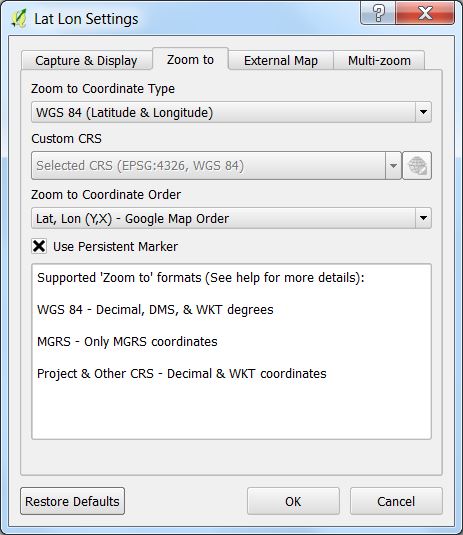 Lat Lon Settings
Capture & Display Zoom to External Map Multi-zoom
Zoom to Coordinate Type
WGS 84 (Latitude & Longitude)
Custom CRS
Selected CRS (EPSG:4326, WGS 84)
Zoom to Coordinate Order
Lat, Lon (Y,X) - Google Map Order
Use Persistent Marker
Supported 'Zoom to' formats (See help for more details):
WGS 84 - Decimal, DMS, & WKT degrees
MGRS - Only MGRS coordinates
Project & Other CRS - Decimal & WKT coordinates
Restore Defaults OK Cancel